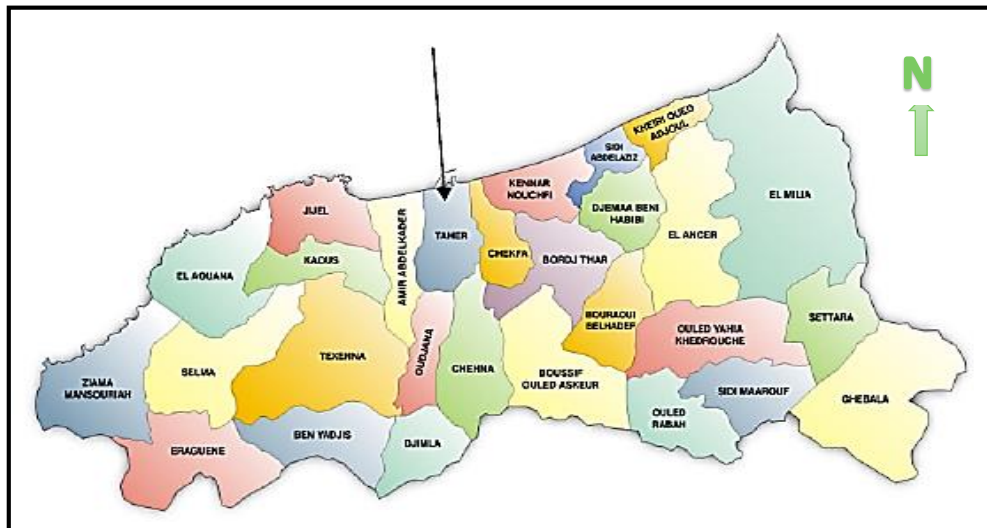 N
KHEIRI OUED
ADJOUL
SIDI
ABDELAZIZ
KENNAR
NOUCHFI
EL MILIA
JIJEL
DJEMAA BENI
HABIBI
TAHER
EL ANCER
AMIR ABDELKADER
CHEKFA
BORDJ THAR
KAOUS
EL AOUANA
BOURAOUI
BELHADEF
SETTARA
OULED YAHIA
KHEDROUCHE
TEXENNA
OUDJANA
CHEHNA
SELMA
BOUSSIF
OULED ASKEUR
ZIAMA
MANSOURIAH
SIDI MAAROUF
GHEBALA
OULED
RABAH
BEN YADJIS
DJIMLA
ERAGUENE